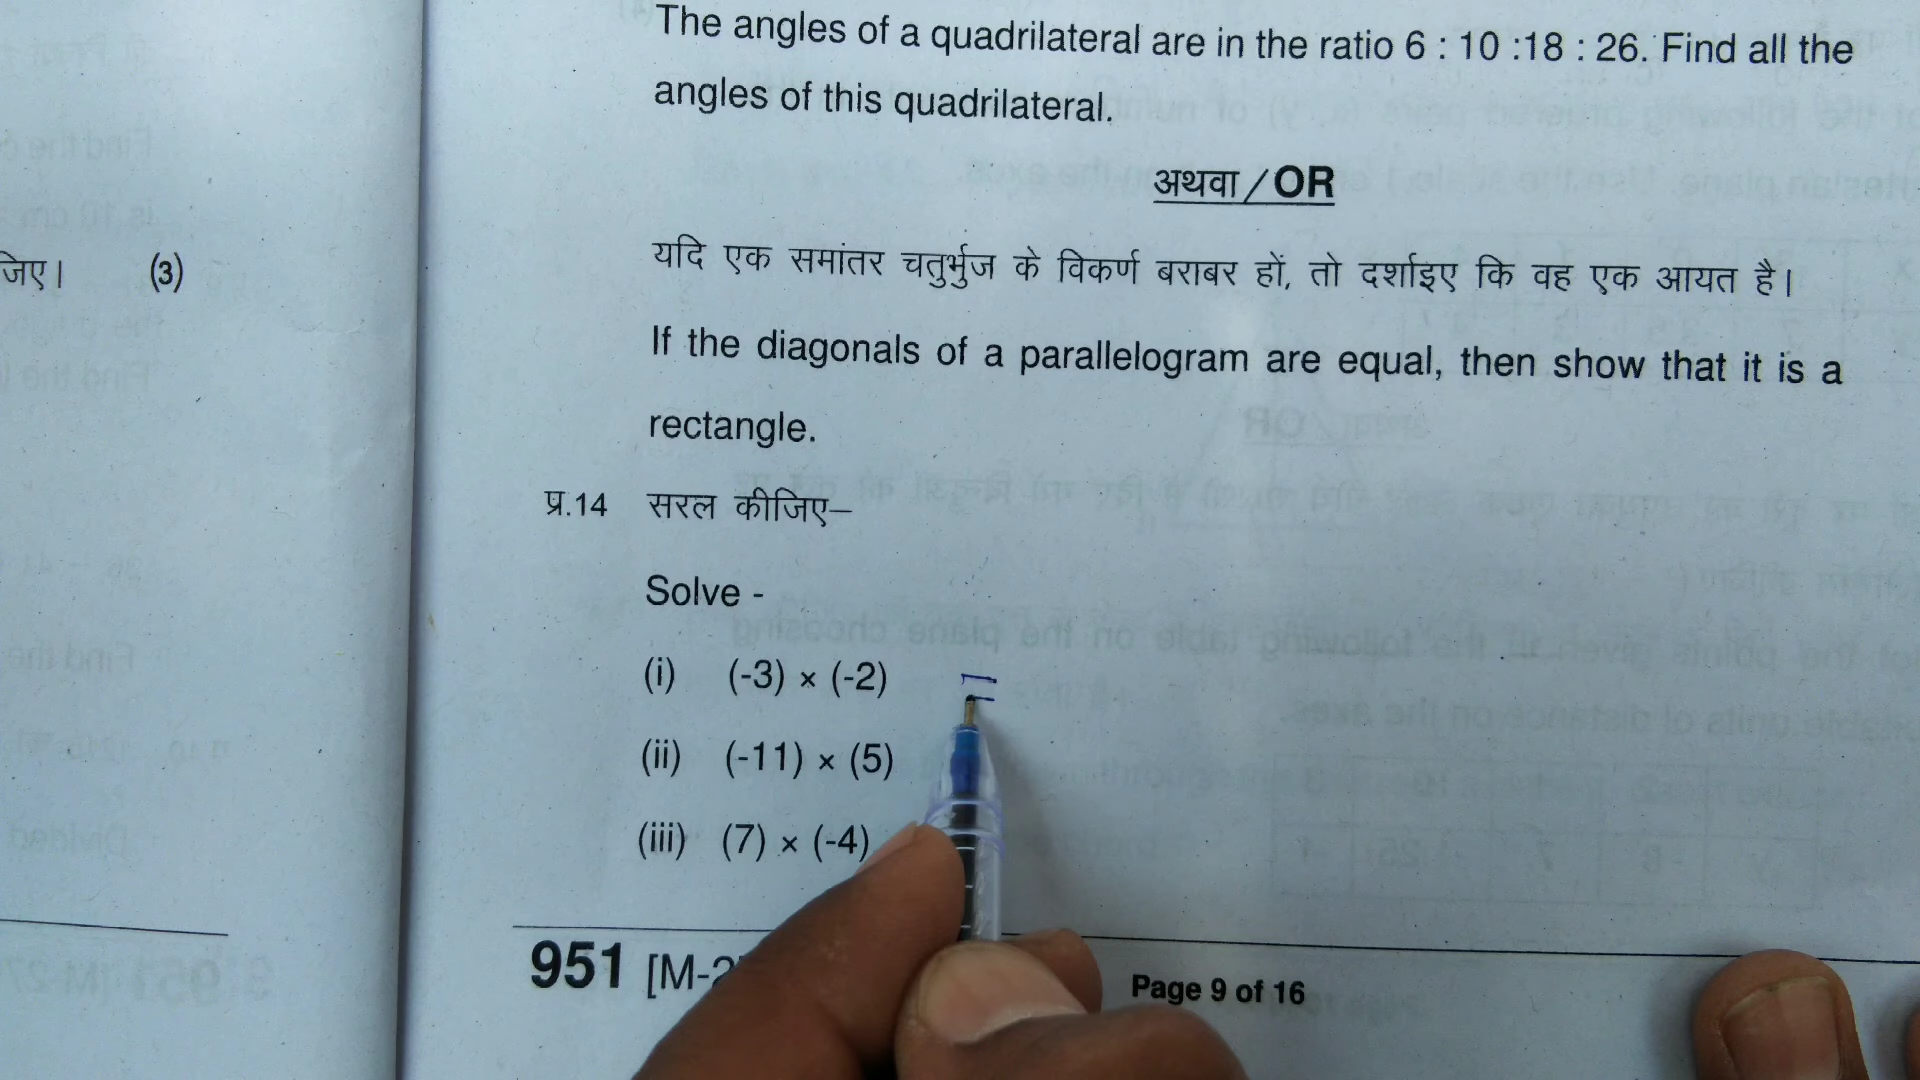 The angles of a quadrilateral are in the ratio 6 : 10 :18 : 26. Find all the
angles of this quadrilateral.
अथवा / OR
जिए। (3)
यदि एक समांतर चतुर्भुज के विकर्ण बराबर हों, तो दर्शाइए कि वह एक आयत है।
If the diagonals of a parallelogram are equal, then show that it is a
rectangle.
प्र.14 सरल कीजिए–
Solve -
(i) (-3) × (-2) =
(ii) (-11) × (5)
(iii) (7) × (-4)
951 [M-2
Page 9 of 16